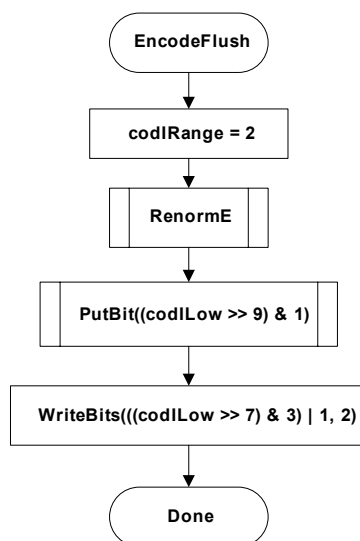 EncodeFlush
codIRange = 2
RenormE
PutBit((codILow >> 9) & 1)
WriteBits(((codILow >> 7) & 3) | 1, 2)
Done